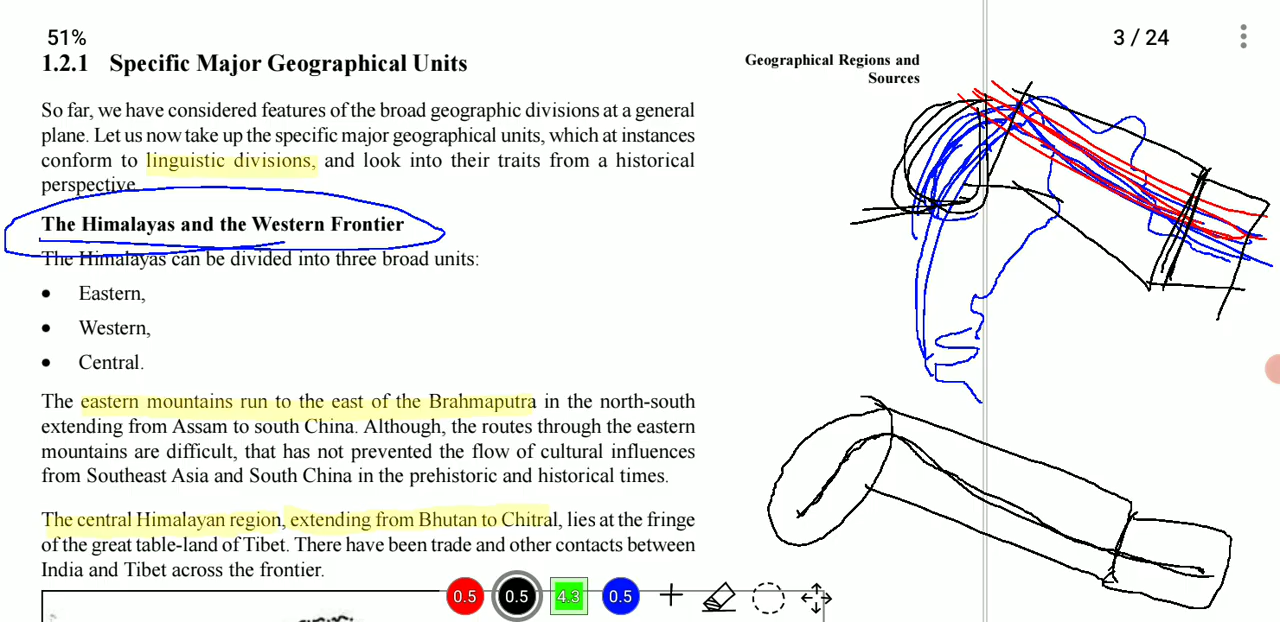 51%
3 / 24
1.2.1 Specific Major Geographical Units
Geographical Regions and
Sources
So far, we have considered features of the broad geographic divisions at a general
plane. Let us now take up the specific major geographical units, which at instances
conform to linguistic divisions, and look into their traits from a historical
perspective.
The Himalayas and the Western Frontier
The Himalayas can be divided into three broad units:
• Eastern,
• Western,
• Central.
The eastern mountains run to the east of the Brahmaputra in the north-south
extending from Assam to south China. Although, the routes through the eastern
mountains are difficult, that has not prevented the flow of cultural influences
from Southeast Asia and South China in the prehistoric and historical times.
The central Himalayan region, extending from Bhutan to Chitral, lies at the fringe
of the great table-land of Tibet. There have been trade and other contacts between
India and Tibet across the frontier.
0.5 0.5 4.3 0.5